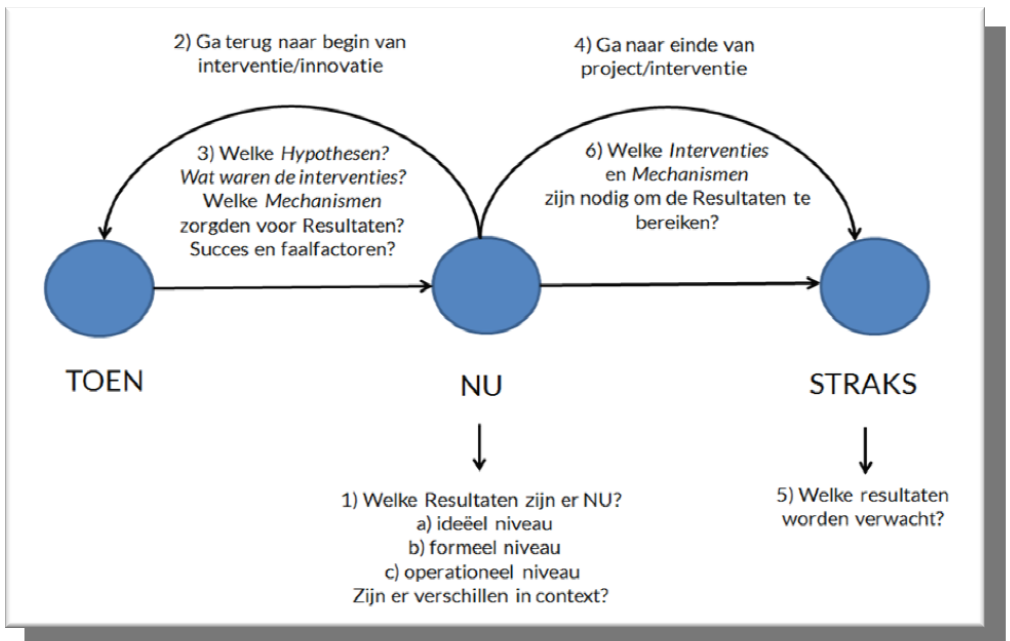 2) Ga terug naar begin van
interventie/innovatie
4) Ga naar einde van
project/interventie
3) Welke Hypothesen?
Wat waren de interventies?
Welke Mechanismen
zorgden voor Resultaten?
Succes en faalfactoren?
6) Welke Interventies
en Mechanismen
zijn nodig om de Resultaten te
bereiken?
TOEN
NU
STRAKS
1) Welke Resultaten zijn er NU?
a) ideëel niveau
b) formeel niveau
c) operationeel niveau
Zijn er verschillen in context?
5) Welke resultaten
worden verwacht?